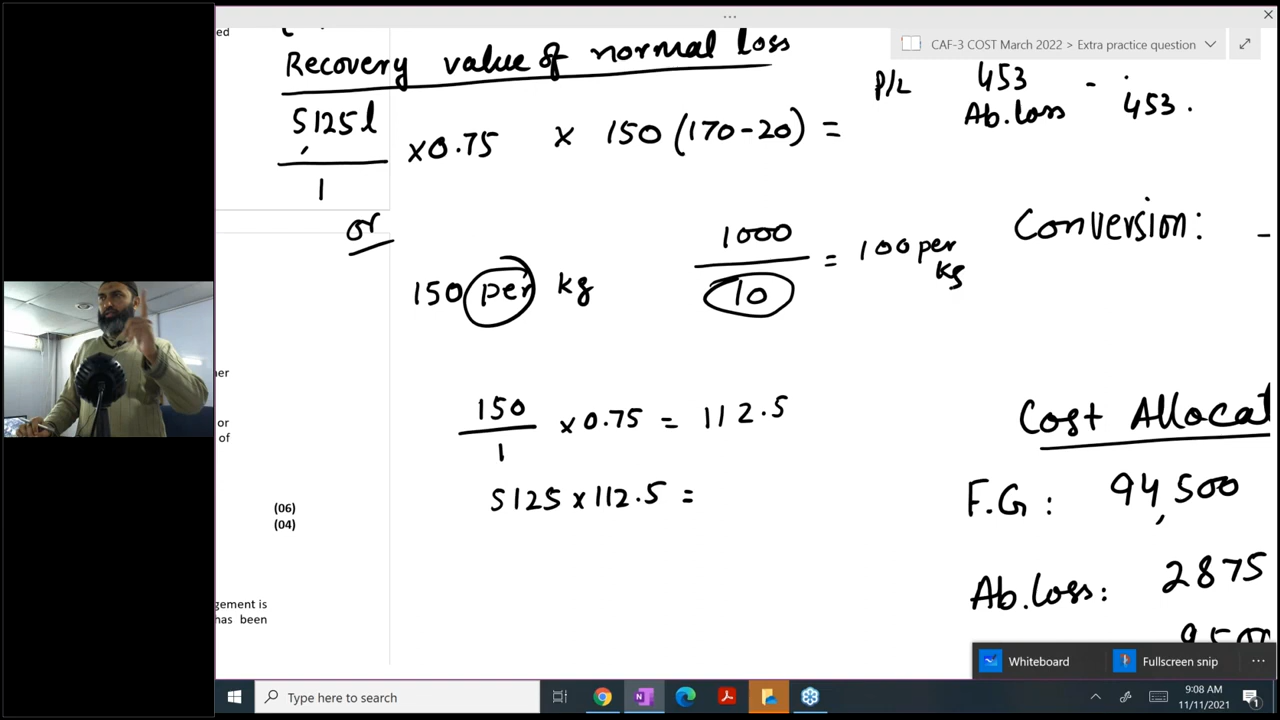 ed
CAF-3 COST March 2022 > Extra practice question
Recovery value of normal loss
5125l
1
×0.75 × 150 (170-20) =
P/L 453 - 453.
Ab.loss
or
150 per kg
1000
10
= 100 per kg
Conversion: -
150
1
×0.75 = 112.5
5125 × 112.5 =
Cost Allocat
F.G: 94,500
Ab.loss: 2875
her
or
of
(06)
(04)
gement is
has been
Whiteboard
Fullscreen snip
Type here to search
9:08 AM
11/11/2021